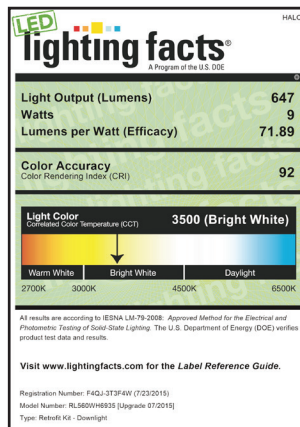 LED
HALO
lighting facts®
A Program of the U.S. DOE
Light Output (Lumens) 647
Watts 9
Lumens per Watt (Efficacy) 71.89
Color Accuracy
Color Rendering Index (CRI) 92
Light Color
Correlated Color Temperature (CCT) 3500 (Bright White)
Warm White Bright White Daylight
2700K 3000K 4500K 6500K
All results are according to IESNA LM-79-2008: Approved Method for the Electrical and
Photometric Testing of Solid-State Lighting. The U.S. Department of Energy (DOE) verifies
product test data and results.
Visit www.lightingfacts.com for the Label Reference Guide.
Registration Number: F4QJ-3T3F4W (7/23/2015)
Model Number: RL560WH6935 [Upgrade 07/2015]
Type: Retrofit Kit - Downlight